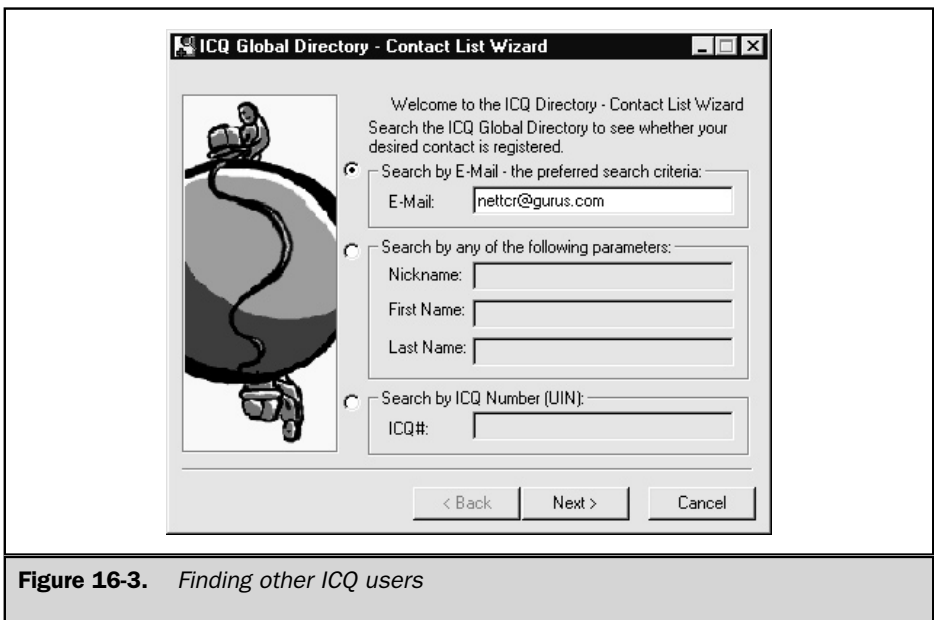 ICQ Global Directory - Contact List Wizard
Welcome to the ICQ Directory - Contact List Wizard
Search the ICQ Global Directory to see whether your
desired contact is registered.
Search by E-Mail - the preferred search criteria:
E-Mail: nettcr@gurus.com
Search by any of the following parameters:
Nickname:
First Name:
Last Name:
Search by ICQ Number (UIN):
ICQ#:
< Back Next > Cancel
Figure 16-3. Finding other ICQ users